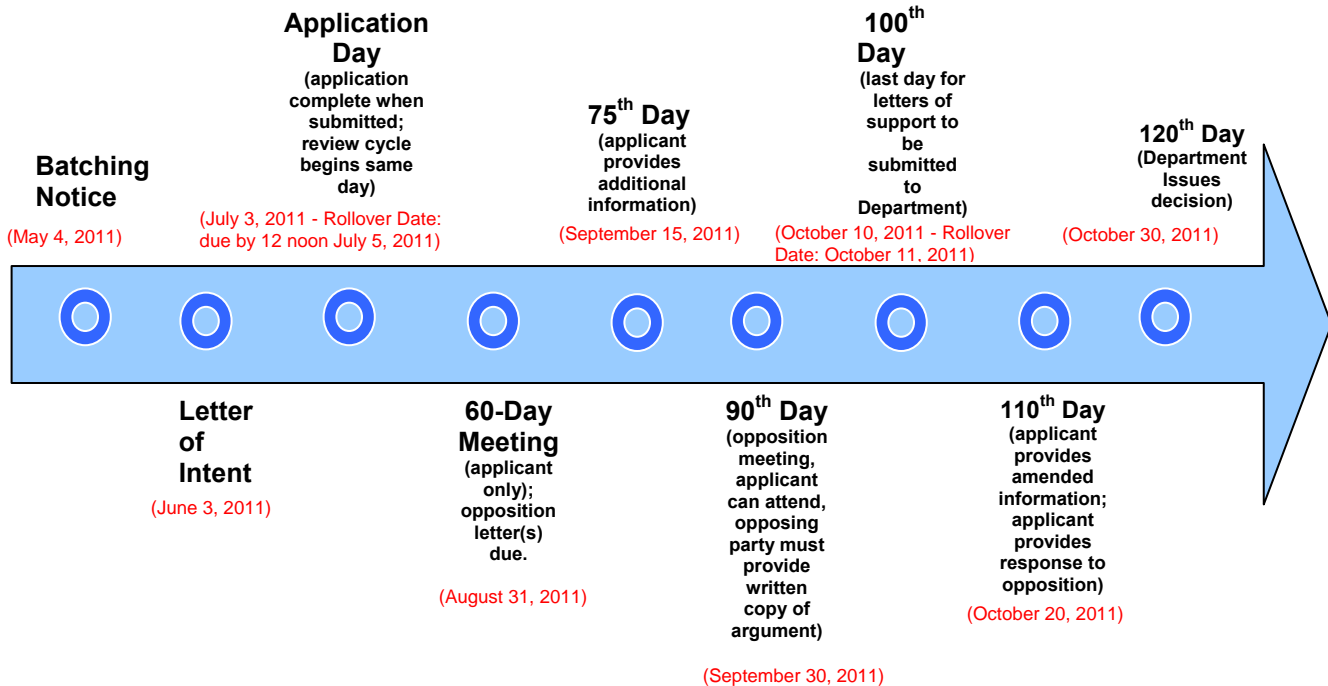 Batching
Notice
(May 4, 2011)
Letter
of
Intent
(June 3, 2011)
Application
Day
(application
complete when
submitted;
review cycle
begins same
day)
(July 3, 2011 - Rollover Date:
due by 12 noon July 5, 2011)
60-Day
Meeting
(applicant
only);
opposition
letter(s)
due.
(August 31, 2011)
75th Day
(applicant
provides
additional
information)
(September 15, 2011)
90th Day
(opposition
meeting,
applicant
can attend,
opposing
party must
provide
written
copy of
argument)
(September 30, 2011)
100th
Day
(last day for
letters of
support to
be
submitted
to
Department)
(October 10, 2011 - Rollover
Date: October 11, 2011)
110th Day
(applicant
provides
amended
information;
applicant
provides
response to
opposition)
(October 20, 2011)
120th Day
(Department
Issues
decision)
(October 30, 2011)